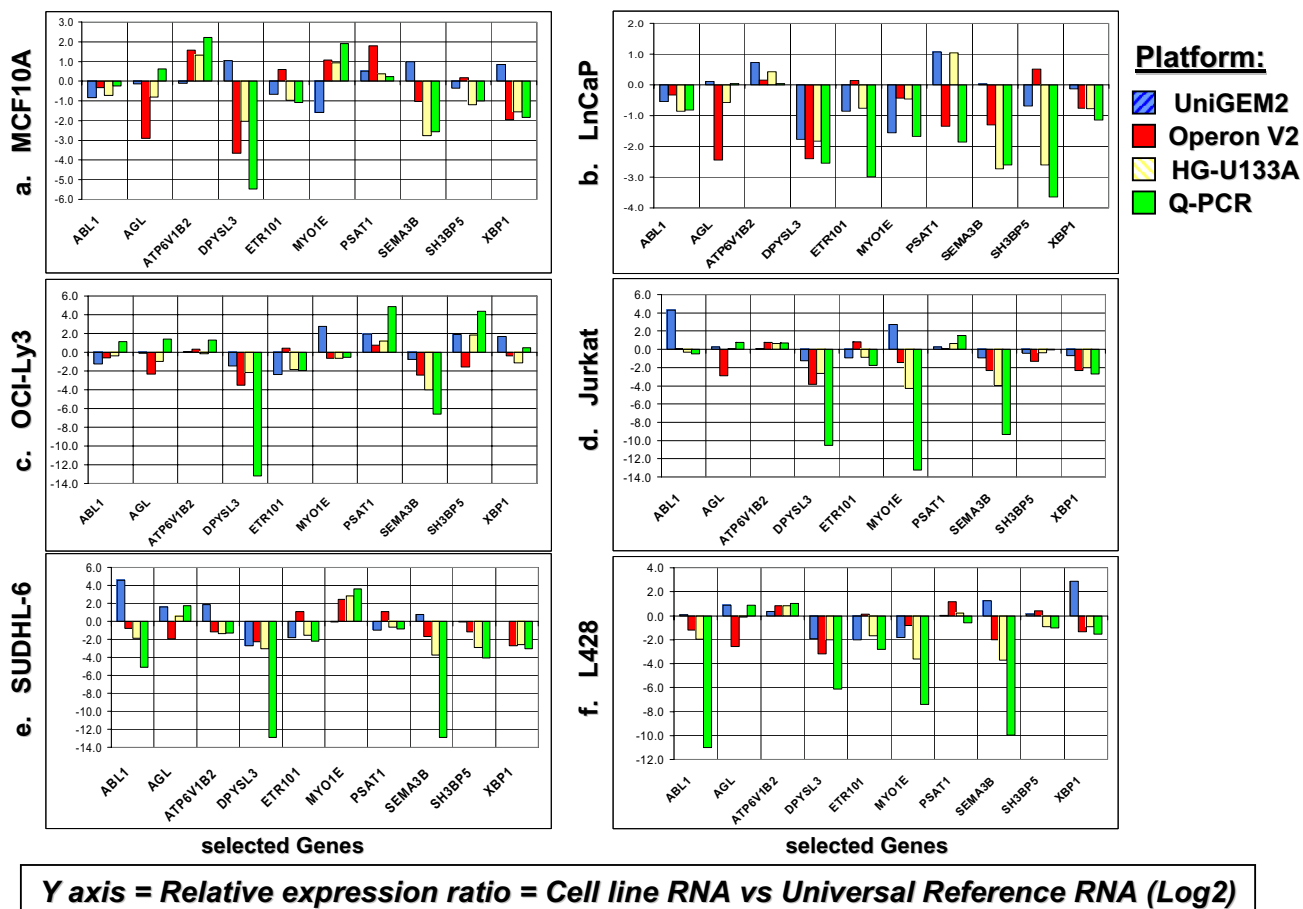 a. MCF10A
3.0
2.0
1.0
0.0
-1.0
-2.0
-3.0
-4.0
-5.0
-6.0
ABL1
AGL
ATP6V1B2
DPYSL3
ETR101
MYO1E
PSAT1
SEMA3B
SH3BP5
XBP1
b. LnCaP
2.0
1.0
0.0
-1.0
-2.0
-3.0
-4.0
ABL1
AGL
ATP6V1B2
DPYSL3
ETR101
MYO1E
PSAT1
SEMA3B
SH3BP5
XBP1
Platform:
UniGEM2
Operon V2
HG-U133A
Q-PCR
c. OCI-Ly3
6.0
4.0
2.0
0.0
-2.0
-4.0
-6.0
-8.0
-10.0
-12.0
-14.0
ABL1
AGL
ATP6V1B2
DPYSL3
ETR101
MYO1E
PSAT1
SEMA3B
SH3BP5
XBP1
d. Jurkat
6.0
4.0
2.0
0.0
-2.0
-4.0
-6.0
-8.0
-10.0
-12.0
-14.0
ABL1
AGL
ATP6V1B2
DPYSL3
ETR101
MYO1E
PSAT1
SEMA3B
SH3BP5
XBP1
e. SUDHL-6
6.0
4.0
2.0
0.0
-2.0
-4.0
-6.0
-8.0
-10.0
-12.0
-14.0
ABL1
AGL
ATP6V1B2
DPYSL3
ETR101
MYO1E
PSAT1
SEMA3B
SH3BP5
XBP1
selected Genes
f. L428
4.0
2.0
0.0
-2.0
-4.0
-6.0
-8.0
-10.0
-12.0
ABL1
AGL
ATP6V1B2
DPYSL3
ETR101
MYO1E
PSAT1
SEMA3B
SH3BP5
XBP1
selected Genes
Y axis = Relative expression ratio = Cell line RNA vs Universal Reference RNA (Log2)